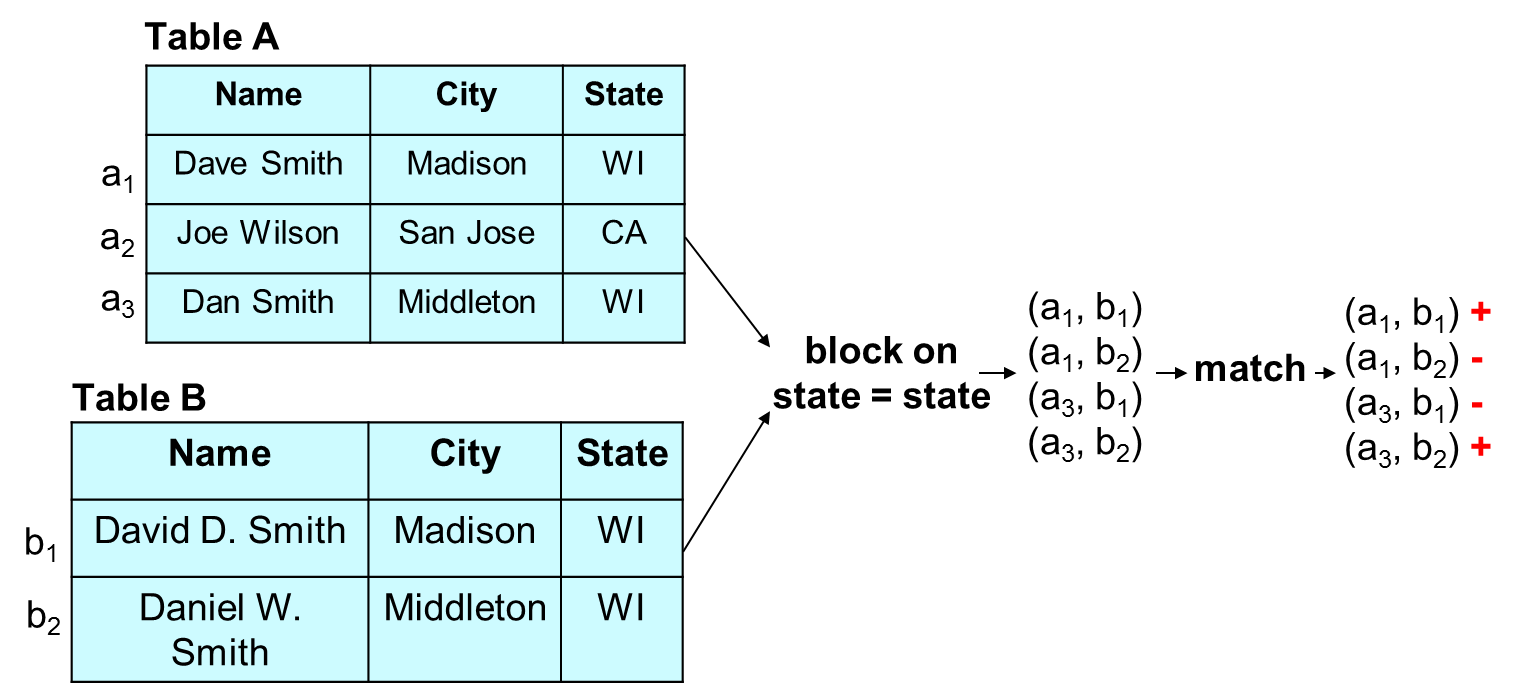 Table A
Name City State
a₁ Dave Smith Madison WI
a₂ Joe Wilson San Jose CA
a₃ Dan Smith Middleton WI
Table B
Name City State
b₁ David D. Smith Madison WI
b₂ Daniel W. Middleton WI
Smith
block on
state = state
(a₁, b₁)
(a₁, b₂)
(a₃, b₁)
(a₃, b₂)
match
(a₁, b₁) +
(a₁, b₂) -
(a₃, b₁) -
(a₃, b₂) +